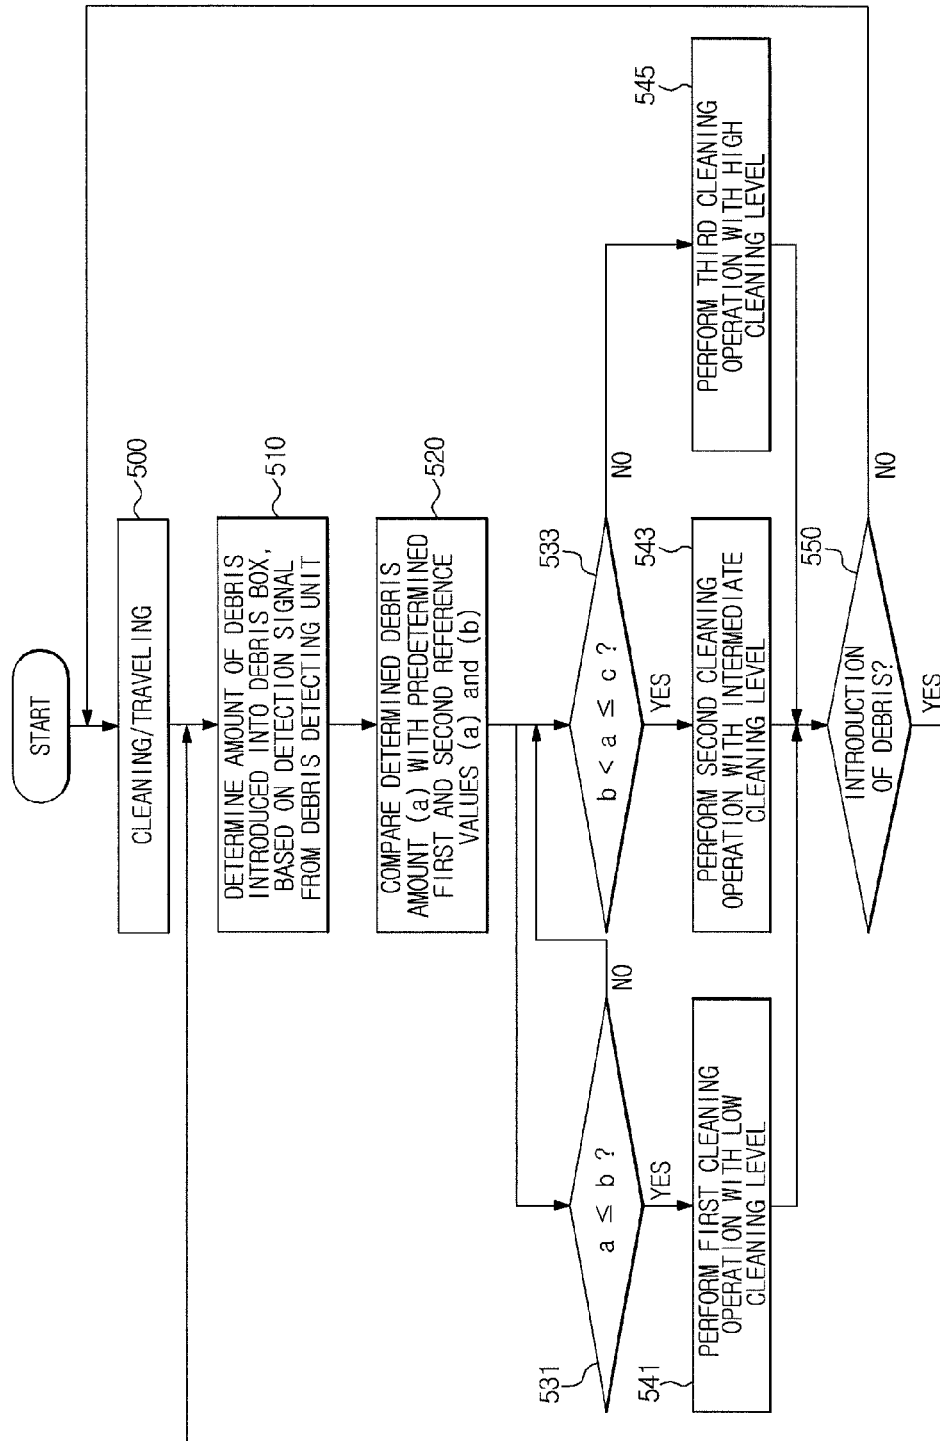 START
CLEANING/TRAVELING
500
DETERMINE AMOUNT OF DEBRIS
INTRODUCED INTO DEBRIS BOX,
BASED ON DETECTION SIGNAL
FROM DEBRIS DETECTING UNIT
510
COMPARE DETERMINED DEBRIS
AMOUNT (a) WITH PREDETERMINED
FIRST AND SECOND REFERENCE
VALUES (a) and (b)
520
a ≤ b ?
531
NO
YES
b < a ≤ c ?
533
NO
YES
PERFORM FIRST CLEANING
OPERATION WITH LOW
CLEANING LEVEL
541
PERFORM SECOND CLEANING
OPERATION WITH INTERMEDIATE
CLEANING LEVEL
543
PERFORM THIRD CLEANING
OPERATION WITH HIGH
CLEANING LEVEL
545
INTRODUCTION
OF DEBRIS?
550
NO
YES